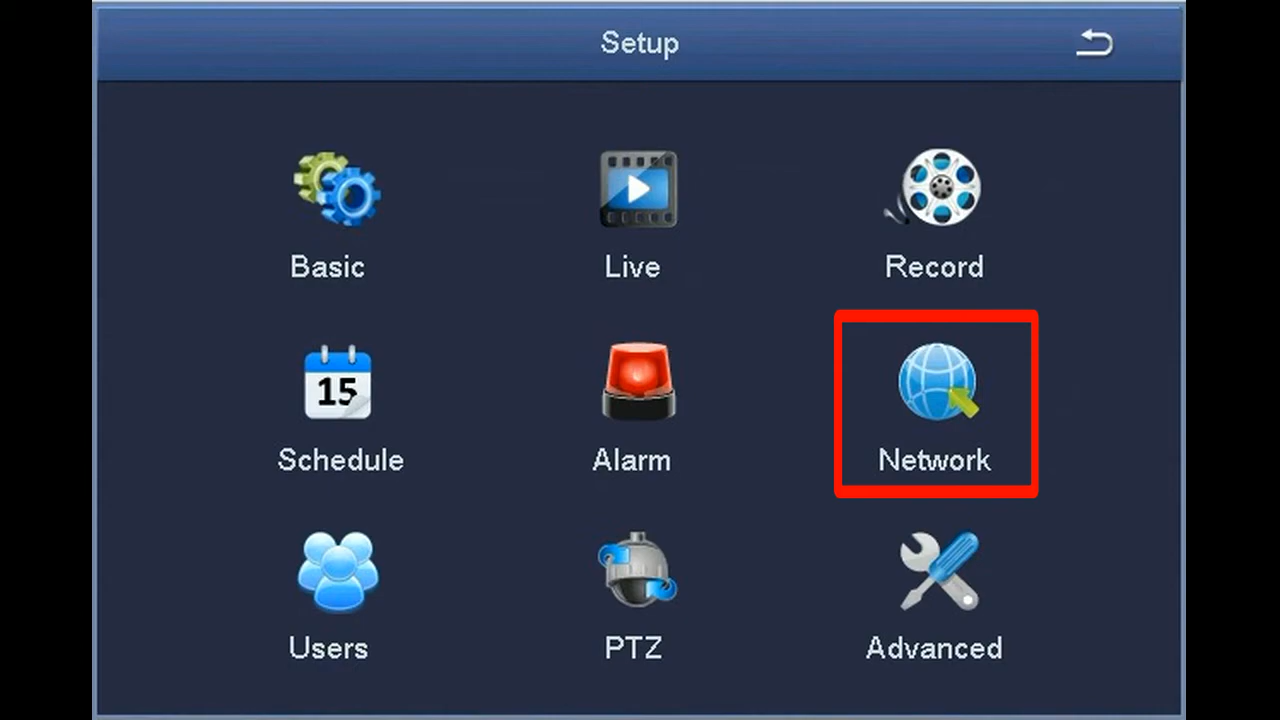 Setup
Basic
Live
Record
15
Schedule
Alarm
Network
Users
PTZ
Advanced